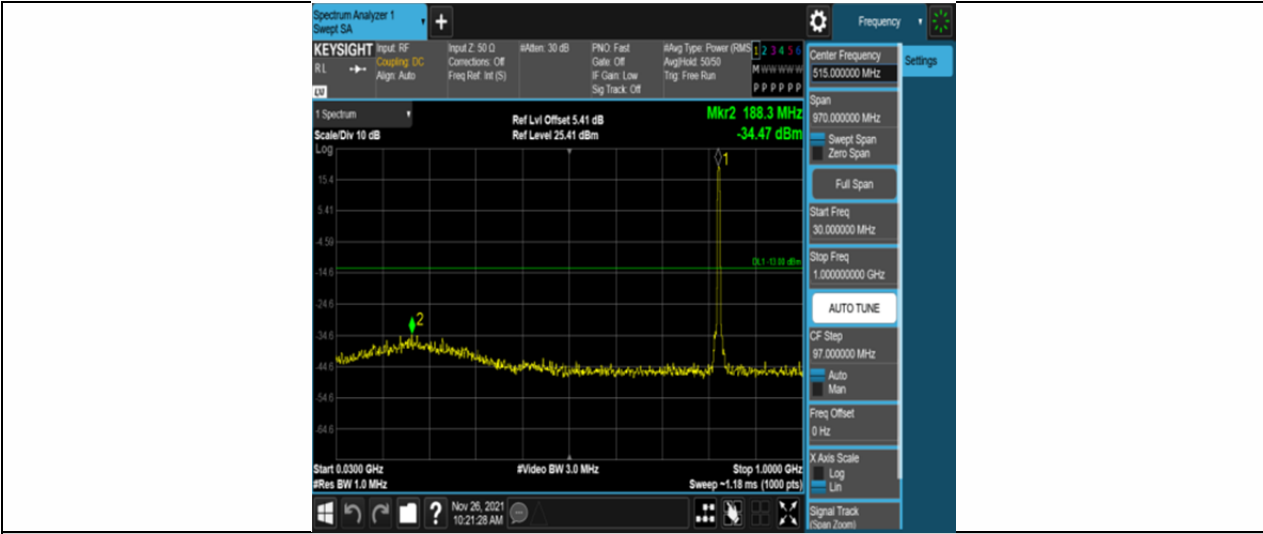 Spectrum Analyzer 1
Swept SA
+
Frequency
KEYSIGHT
RL
LV
Input: RF
Coupling: DC
Align: Auto
Input Z: 50 Ω
Corrections: Off
Freq Ref: Int (S)
#Atten: 30 dB
PNO: Fast
Gate: Off
IF Gain: Low
Sig Track: Off
#Avg Type: Power (RMS
Avg|Hold: 50/50
Trig: Free Run
1 2 3 4 5 6
M W W W W W
P P P P P P
Center Frequency
515.000000 MHz
Settings
Span
970.000000 MHz
Swept Span
Zero Span
Full Span
Start Freq
30.000000 MHz
Stop Freq
1.000000000 GHz
AUTO TUNE
CF Step
97.000000 MHz
Auto
Man
Freq Offset
0 Hz
X Axis Scale
Log
Lin
Signal Track
(Span Zoom)
1 Spectrum
Scale/Div 10 dB
Ref Lvl Offset 5.41 dB
Ref Level 25.41 dBm
Mkr2 188.3 MHz
-34.47 dBm
Log
15.4
5.41
-4.59
-14.6
-24.6
-34.6
-44.6
-54.6
-64.6
1
DL1 -13.00 dBm
2
Start 0.0300 GHz
#Video BW 3.0 MHz
Stop 1.0000 GHz
#Res BW 1.0 MHz
Sweep ~1.18 ms (1000 pts)
?
Nov 26, 2021
10:21:28 AM